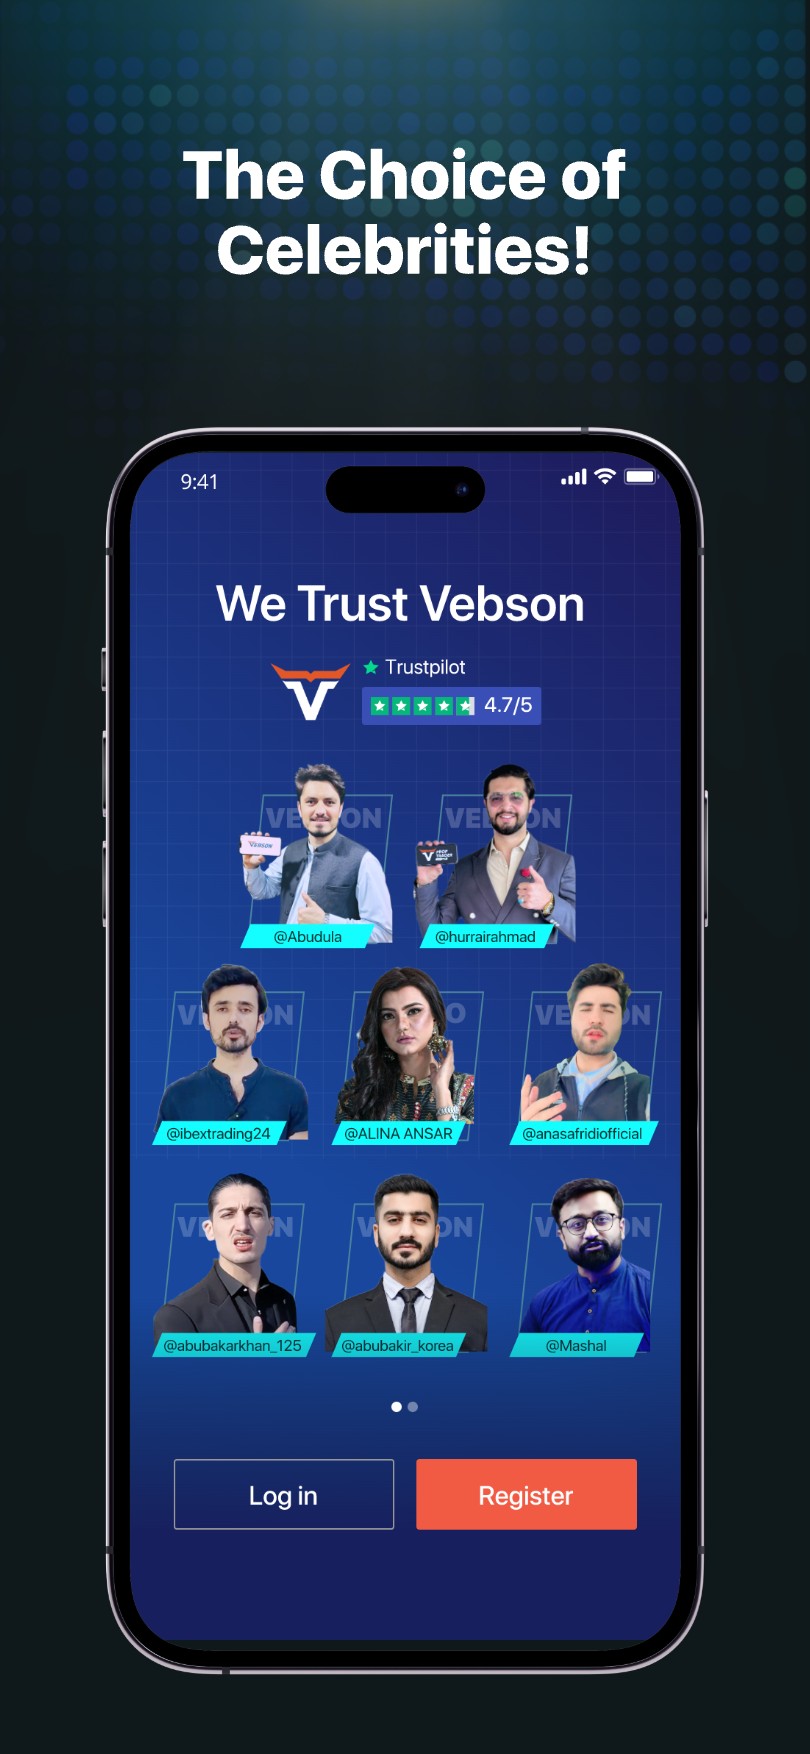 The Choice of
Celebrities!
9:41
We Trust Vebson
Trustpilot
4.7/5
VEBSON
@Abudula
@hurrairahmad
@ibextrading24
@ALINA ANSAR
@anasafridiofficial
@abubakarkhan_125
@abubakir_korea
@Mashal
Log in
Register